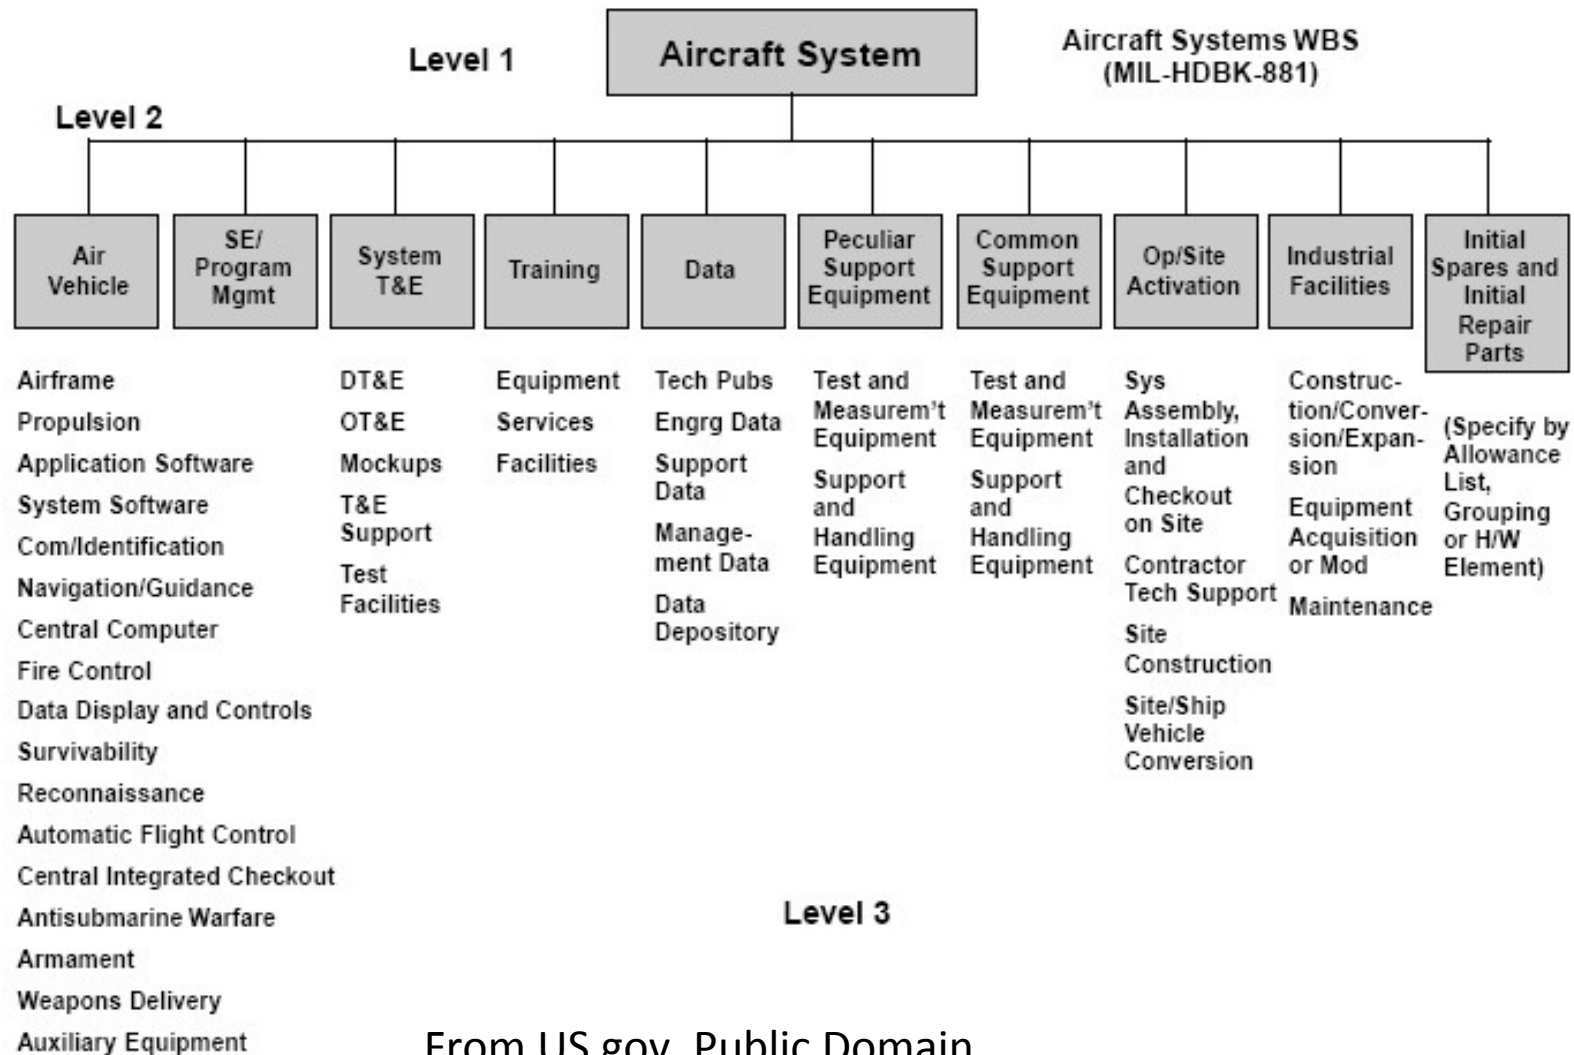 Level 1
Aircraft System
Aircraft Systems WBS
(MIL-HDBK-881)
Level 2
Air
Vehicle
SE/
Program
Mgmt
System
T&E
Training
Data
Peculiar
Support
Equipment
Common
Support
Equipment
Op/Site
Activation
Industrial
Facilities
Initial
Spares and
Initial
Repair
Parts
Airframe
Propulsion
Application Software
System Software
Com/Identification
Navigation/Guidance
Central Computer
Fire Control
Data Display and Controls
Survivability
Reconnaissance
Automatic Flight Control
Central Integrated Checkout
Antisubmarine Warfare
Armament
Weapons Delivery
Auxiliary Equipment
DT&E
OT&E
Mockups
T&E
Support
Test
Facilities
Equipment
Services
Facilities
Tech Pubs
Engrg Data
Support
Data
Manage-
ment Data
Data
Depository
Test and
Measurem't
Equipment
Support
and
Handling
Equipment
Test and
Measurem't
Equipment
Support
and
Handling
Equipment
Sys
Assembly,
Installation
and
Checkout
on Site
Contractor
Tech Support
Site
Construction
Site/Ship
Vehicle
Conversion
Construc-
tion/Conver-
sion/Expan-
sion
Equipment
Acquisition
or Mod
Maintenance
(Specify by
Allowance
List,
Grouping
or H/W
Element)
Level 3
From US gov, Public Domain